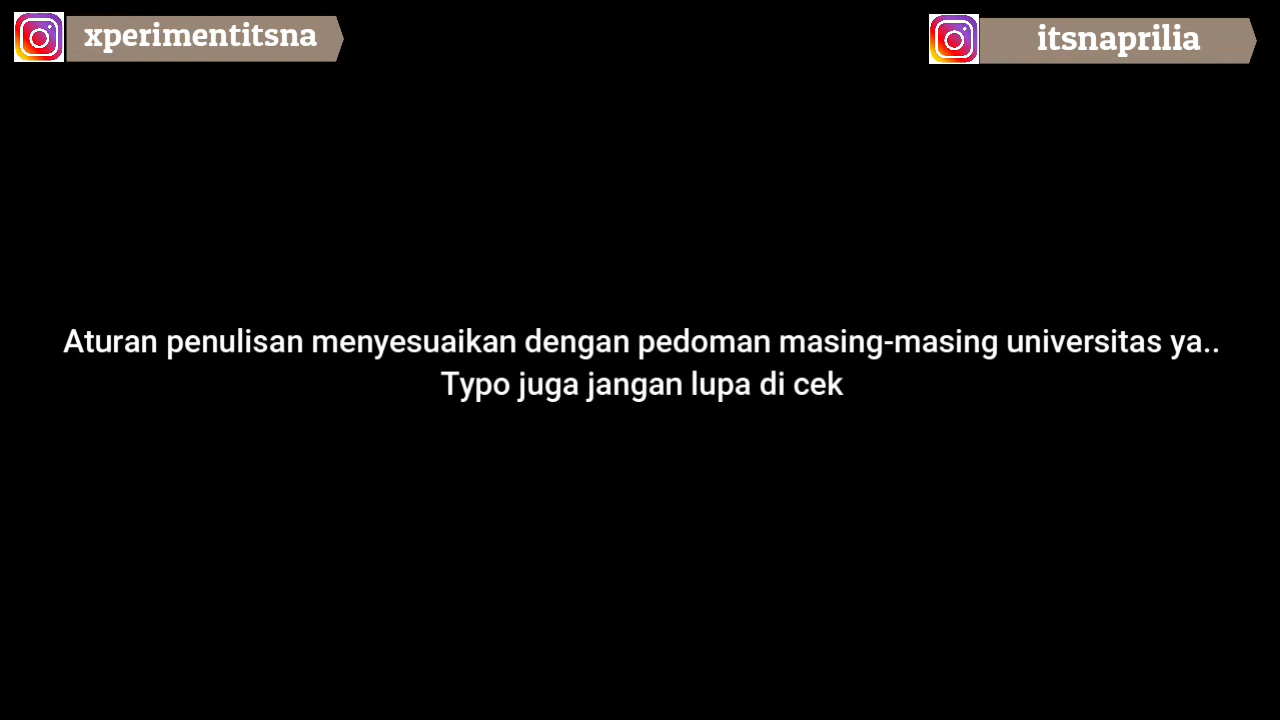 xperimentitsna
itsnaprilia
Aturan penulisan menyesuaikan dengan pedoman masing-masing universitas ya..
Typo juga jangan lupa di cek